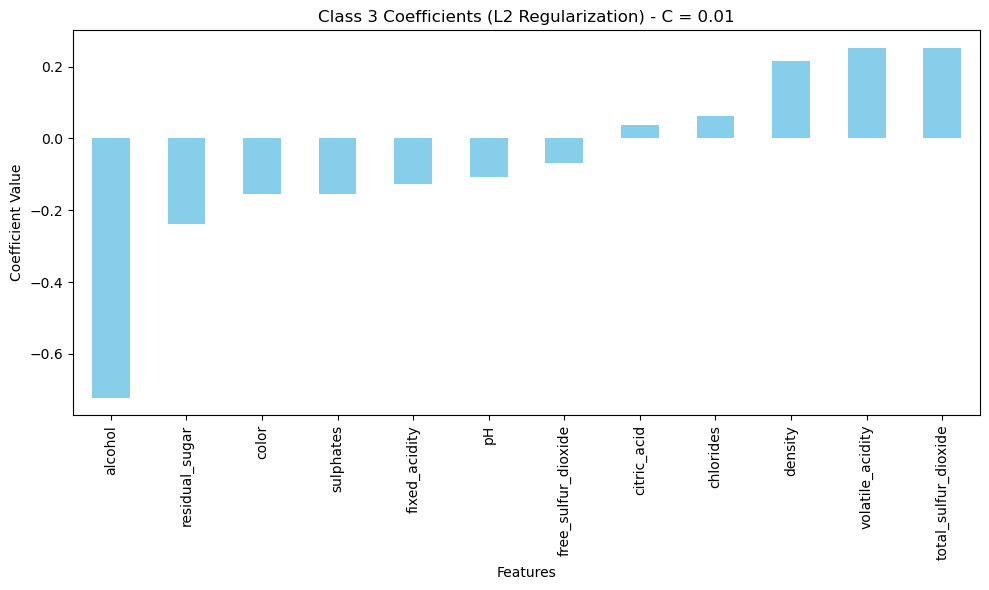 Class 3 Coefficients (L2 Regularization) - C = 0.01
Coefficient Value
0.2
0.0
−0.2
−0.4
−0.6
alcohol
residual_sugar
color
sulphates
fixed_acidity
pH
free_sulfur_dioxide
citric_acid
chlorides
density
volatile_acidity
total_sulfur_dioxide
Features